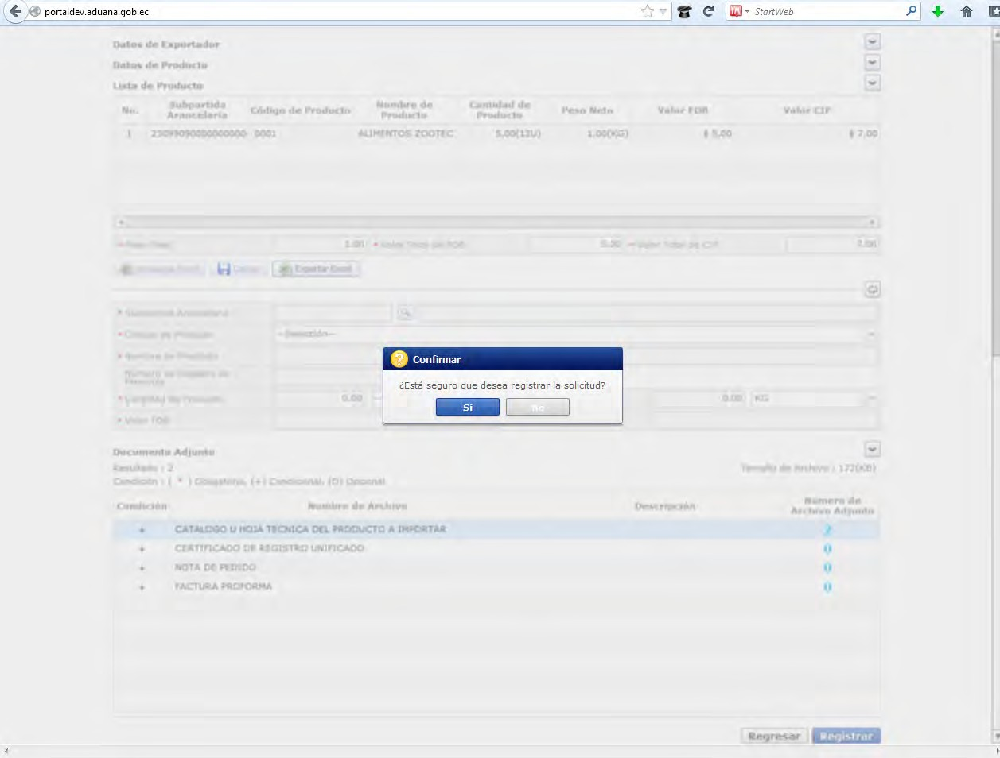 portaldev.aduana.gob.ec
StartWeb
Datos de Exportador
Datos de Producto
Lista de Producto
No. Subpartida Arancelaria Código de Producto Nombre de Producto Cantidad de Producto Peso Neto Valor FOB Valor CIF
1 23099090000000000 0001 ALIMENTOS ZOOTEC 5.00(12U) 1.00(KG) $ 5.00 $ 7.00
1.00 * Valor Total de FOB 5.00 * Valor Total de CIF 7.00
Exportar Excel
* Subpartida Arancelaria
* Código de Producto --Selección--
* Nombre de Producto
Número de Registro de Producto
* Cantidad de Producto 0.00 0.00 KG
* Valor FOB
Confirmar
¿Está seguro que desea registrar la solicitud?
Si No
Documento Adjunto
Resultado : 2 Tamaño de Archivo : 172(KB)
Condición : ( * ) Obligatorio, (+) Condicional, (O) Opcional
Condición Nombre de Archivo Descripción Número de Archivo Adjunto
+ CATALOGO U HOJA TECNICA DEL PRODUCTO A IMPORTAR 2
+ CERTIFICADO DE REGISTRO UNIFICADO 0
+ NOTA DE PEDIDO 0
+ FACTURA PROFORMA 0
Regresar Registrar